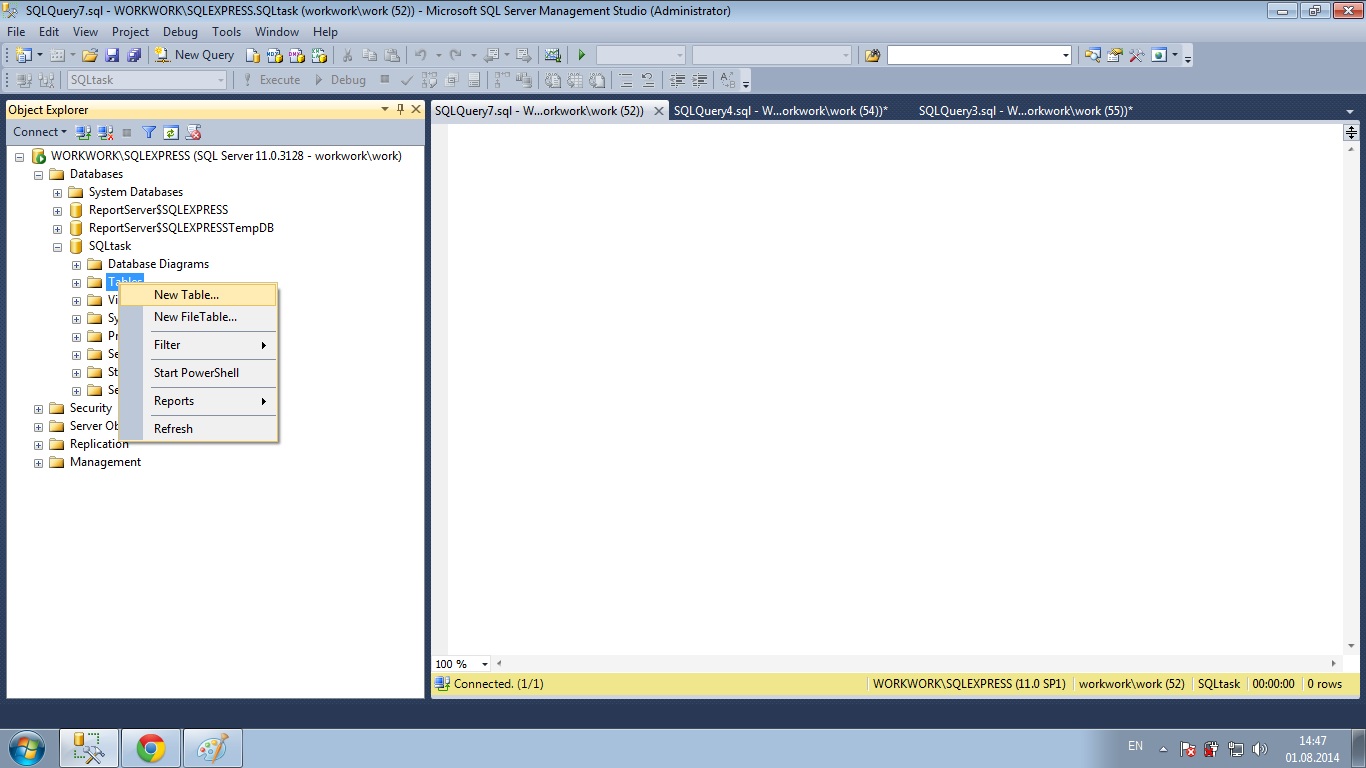 SQLQuery7.sql - WORKWORK\SQLEXPRESS.SQLtask (workwork\work (52)) - Microsoft SQL Server Management Studio (Administrator)
File Edit View Project Debug Tools Window Help
New Query
SQLtask Execute Debug
Object Explorer
SQLQuery7.sql - W...orkwork\work (52)) SQLQuery4.sql - W...orkwork\work (54))* SQLQuery3.sql - W...orkwork\work (55))*
Connect
WORKWORK\SQLEXPRESS (SQL Server 11.0.3128 - workwork\work)
Databases
System Databases
ReportServer$SQLEXPRESS
ReportServer$SQLEXPRESSTempDB
SQLtask
Database Diagrams
Tables
New Table...
New FileTable...
Filter
Start PowerShell
Reports
Refresh
Vi
Sy
Pr
Se
St
Se
Security
Server Ob
Replication
Management
100 %
Connected. (1/1) WORKWORK\SQLEXPRESS (11.0 SP1) workwork\work (52) SQLtask 00:00:00 0 rows
EN
14:47
01.08.2014